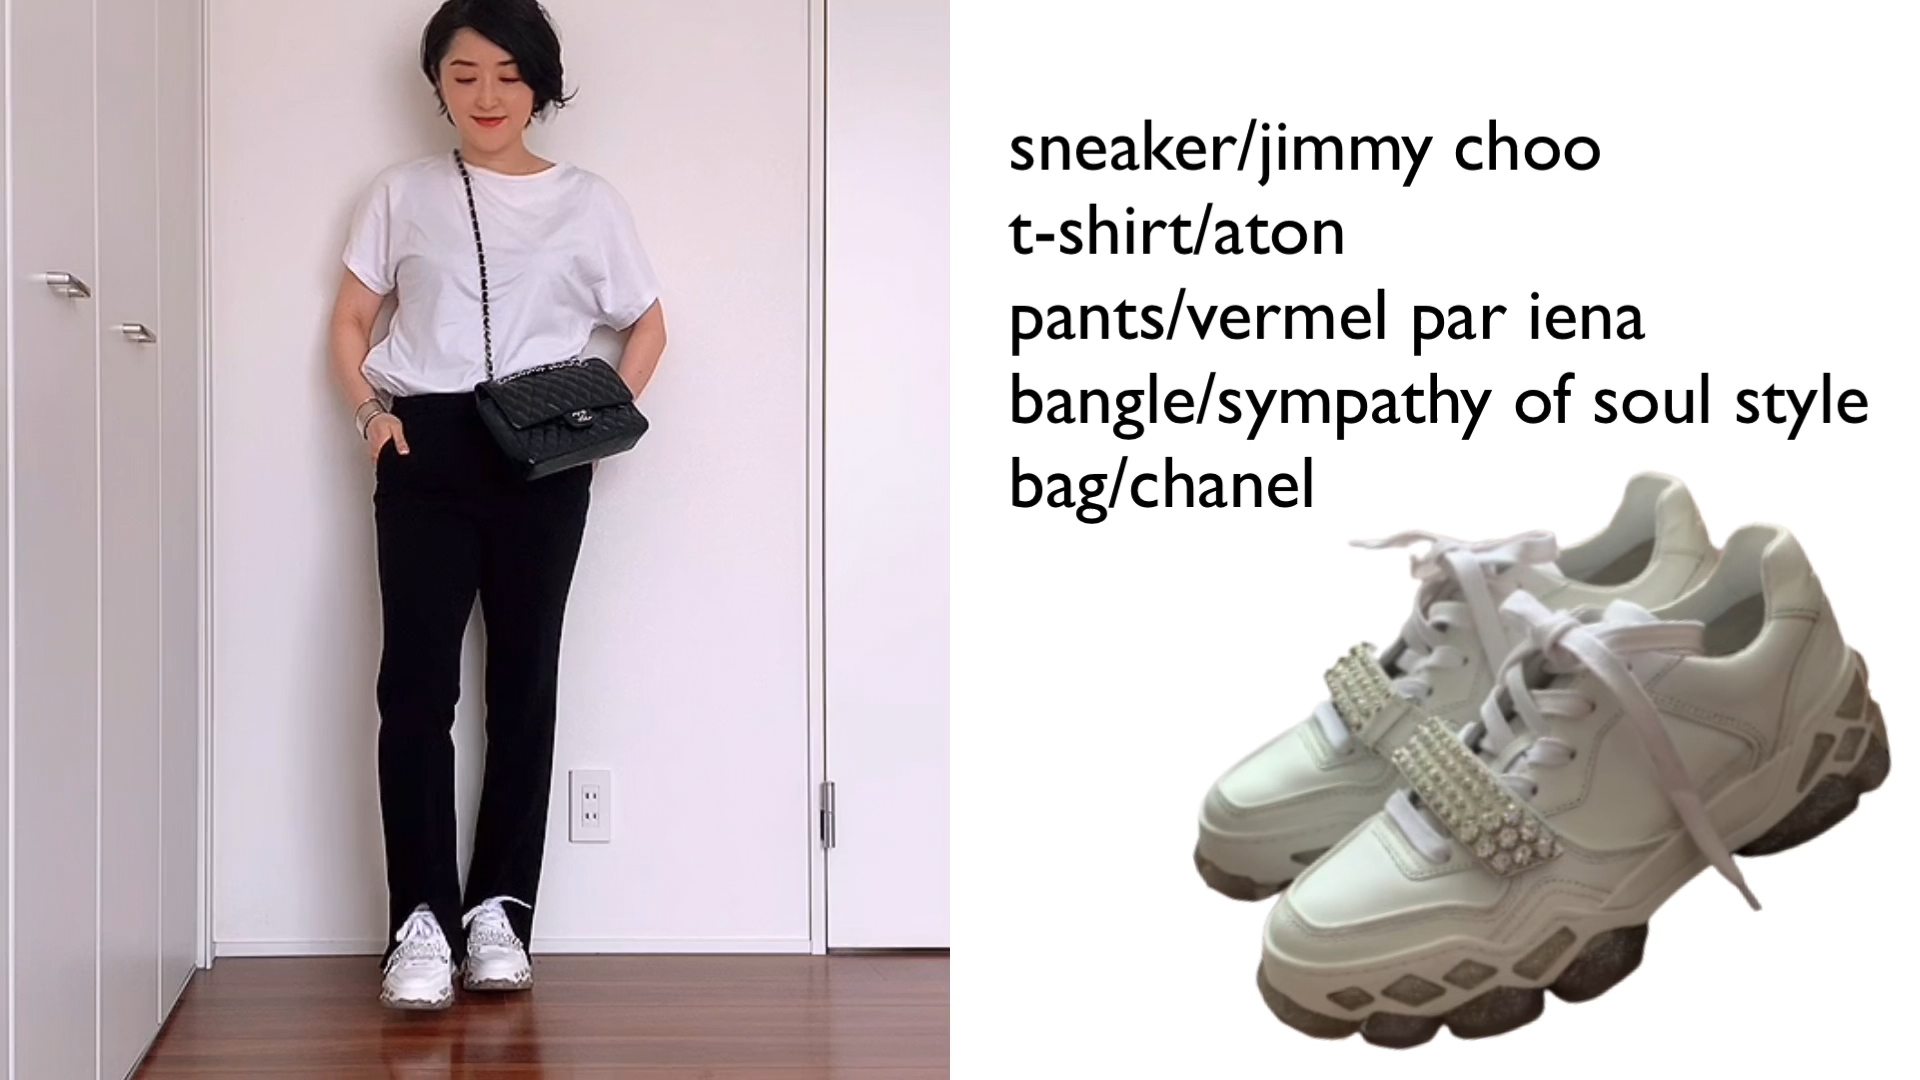 sneaker/jimmy choo
t-shirt/aton
pants/vermel par iena
bangle/sympathy of soul style
bag/chanel